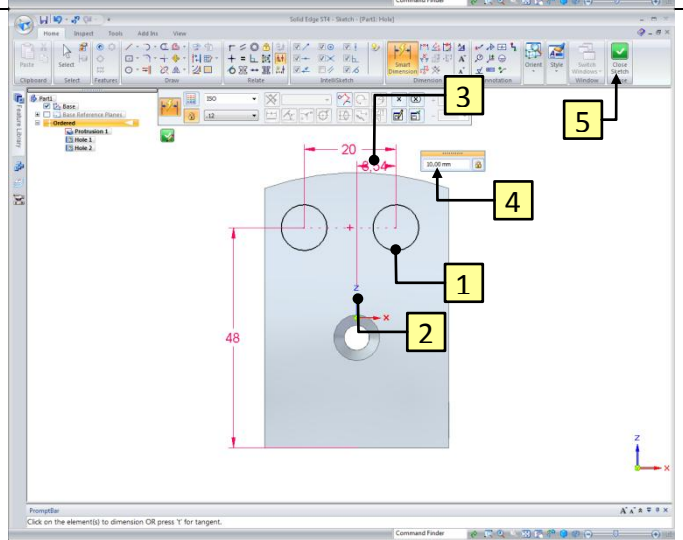 Command Finder
Solid Edge ST4 - Sketch - [Part1: Hole]
Home Inspect Tools Add Ins View
Paste Select Smart Dimension Orient Style Switch Windows Close Sketch
Clipboard Select Features Draw Relate IntelliSketch Dimension Annotation Window
Part1
Base
Base Reference Planes
Ordered
Protrusion 1
Hole 1
Hole 2
Feature Library
ISO
.12
3
5
20
10,00 mm
4
1
Z
X
2
48
Z
X
PromptBar
Click on the element(s) to dimension OR press 't' for tangent.
Command Finder